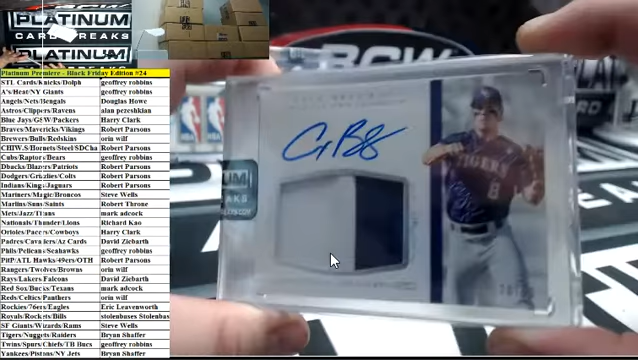 PLATINUM
CARD BREAKS
PLATINUM
Platinum Premiere - Black Friday Edition #24
STL Cards/Knicks/Dolph geoffrey robbins
A's/Heat/NY Giants geoffrey robbins
Angels/Nets/Bengals Douglas Howe
Astros/Clippers/Ravens alan pezeshkian
Blue Jays/GSW/Packers Harry Clark
Braves/Mavericks/Vikings Robert Parsons
Brewers/Bulls/Redskins orin wilf
CHIW.S/Hornets/Steel/SDCha Robert Parsons
Cubs/Raptors/Bears geoffrey robbins
Dbacks/Blazers/Patriots Robert Parsons
Dodgers/Grizzlies/Colts Robert Parsons
Indians/Kings/Jaguars Robert Parsons
Mariners/Magic/Broncos Steve Wells
Marlins/Suns/Saints Robert Throne
Mets/Jazz/Titans mark adcock
Nationals/Thunder/Lions Richard Kao
Orioles/Pacers/Cowboys Harry Clark
Padres/Cavaliers/Az Cards David Ziebarth
Phils/Pelicans/Seahawks geoffrey robbins
PitP/ATL Hawks/49ers/OTH Robert Parsons
Rangers/Twolves/Browns orin wilf
Rays/Lakers/Falcons David Ziebarth
Red Sox/Bucks/Texans mark adcock
Reds/Celtics/Panthers orin wilf
Rockies/76ers/Eagles Eric Leavenworth
Royals/Rockets/Bills stolenbases Stolenbas
SF Giants/Wizards/Rams Steve Wells
Tigers/Nuggets/Raiders Bryan Shaffer
Twins/Spurs/Chiefs/TB Bucs geoffrey robbins
Yankees/Pistons/NY Jets Bryan Shaffer
TIGERS
8